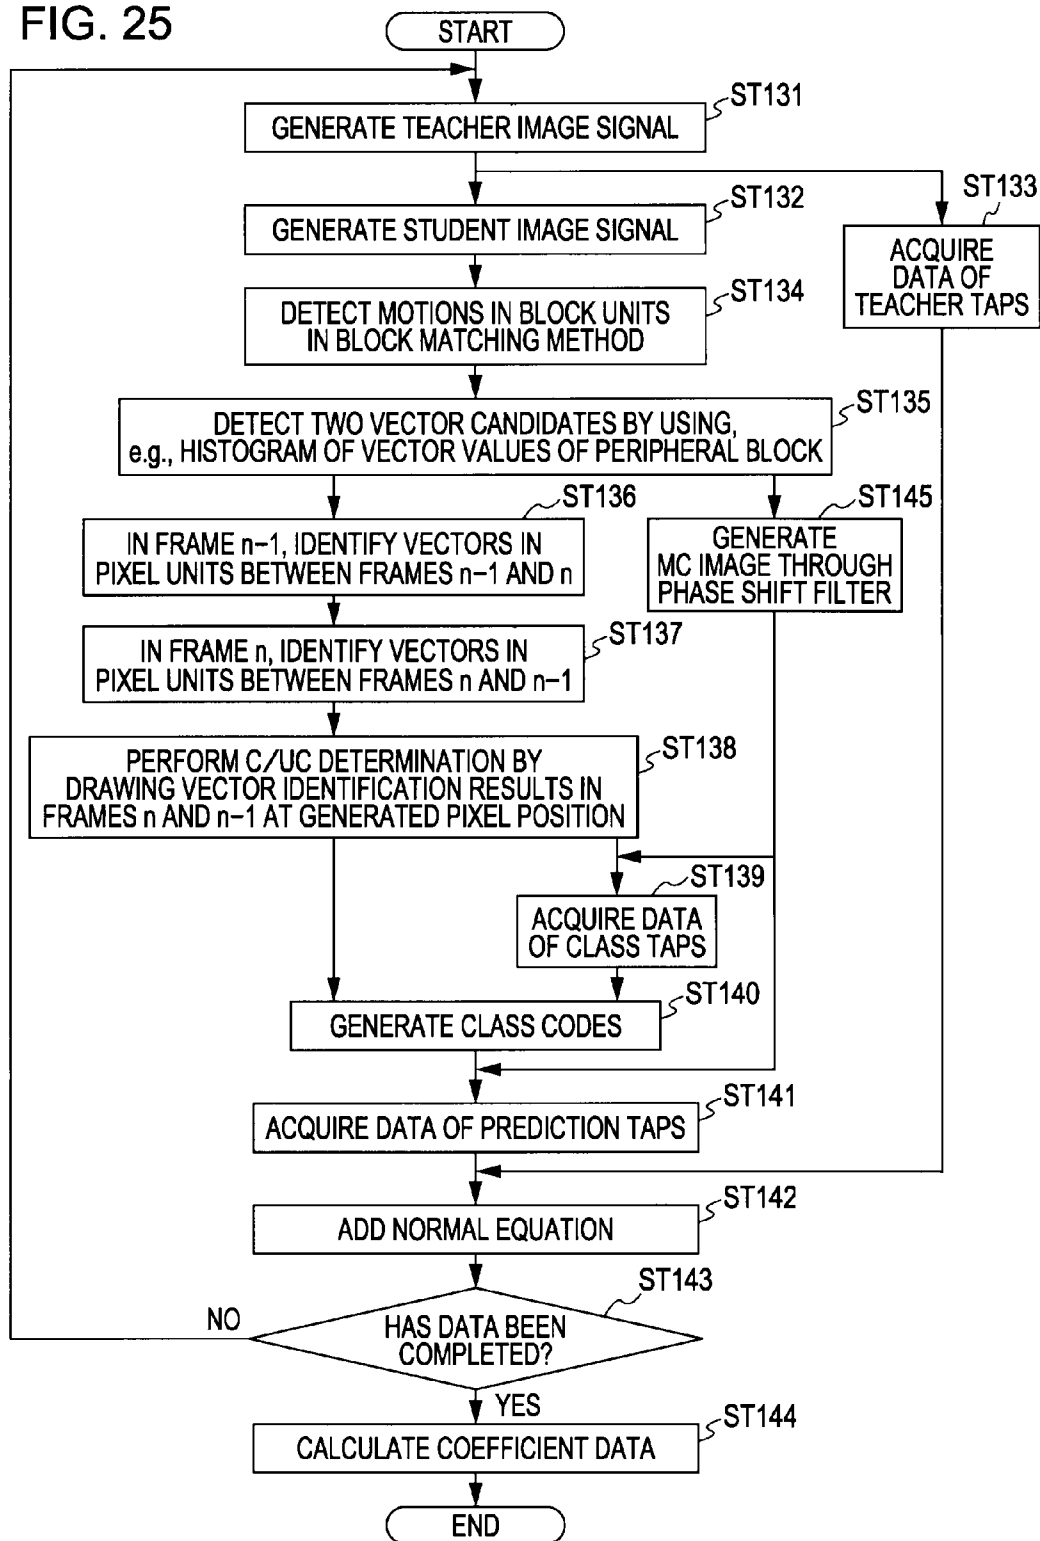 FIG. 25
START
ST131
GENERATE TEACHER IMAGE SIGNAL
ST132
GENERATE STUDENT IMAGE SIGNAL
ST133
ACQUIRE
DATA OF
TEACHER TAPS
ST134
DETECT MOTIONS IN BLOCK UNITS
IN BLOCK MATCHING METHOD
ST135
DETECT TWO VECTOR CANDIDATES BY USING,
e.g., HISTOGRAM OF VECTOR VALUES OF PERIPHERAL BLOCK
ST136
IN FRAME n−1, IDENTIFY VECTORS IN
PIXEL UNITS BETWEEN FRAMES n−1 AND n
ST145
GENERATE
MC IMAGE THROUGH
PHASE SHIFT FILTER
ST137
IN FRAME n, IDENTIFY VECTORS IN
PIXEL UNITS BETWEEN FRAMES n AND n−1
ST138
PERFORM C/UC DETERMINATION BY
DRAWING VECTOR IDENTIFICATION RESULTS IN
FRAMES n AND n−1 AT GENERATED PIXEL POSITION
ST139
ACQUIRE DATA
OF CLASS TAPS
ST140
GENERATE CLASS CODES
ST141
ACQUIRE DATA OF PREDICTION TAPS
ST142
ADD NORMAL EQUATION
ST143
HAS DATA BEEN
COMPLETED?
NO
YES
ST144
CALCULATE COEFFICIENT DATA
END